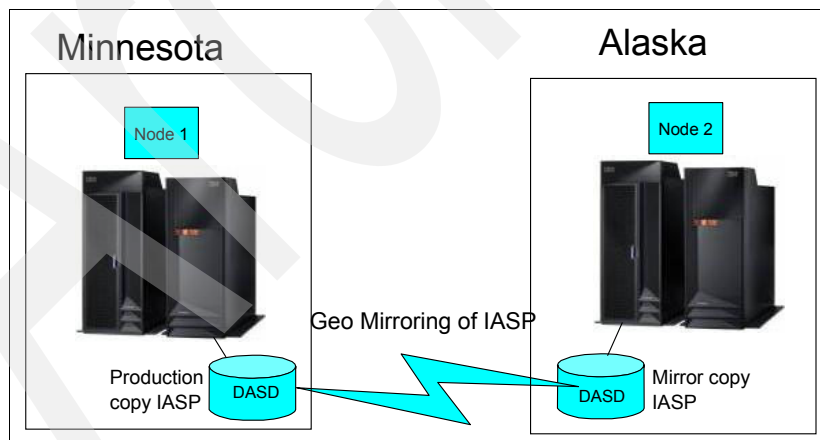 Minnesota
Alaska
Node 1
Node 2
Geo Mirroring of IASP
Production
copy IASP
DASD
DASD
Mirror copy
IASP